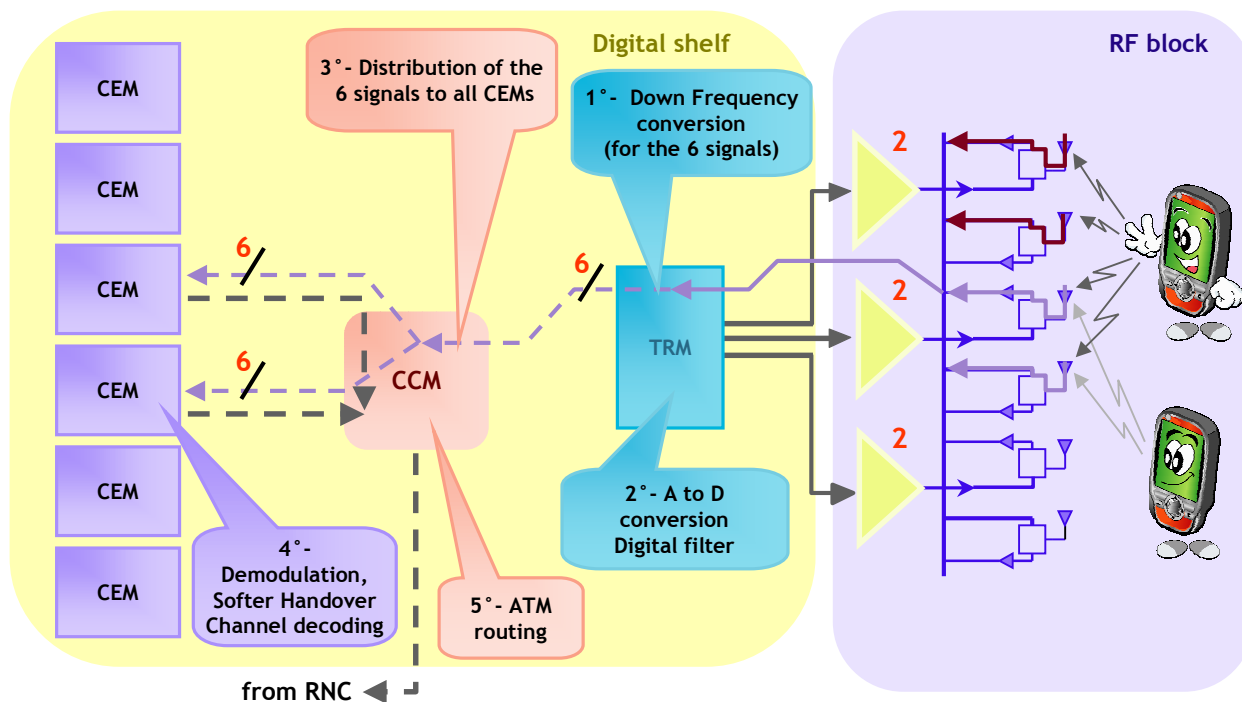 Digital shelf
RF block
3°- Distribution of the
6 signals to all CEMs
1°- Down Frequency
conversion
(for the 6 signals)
CEM
CEM
CEM
CEM
CEM
CEM
6
6
6
2
2
2
TRM
CCM
2°- A to D
conversion
Digital filter
4°-
Demodulation,
Softer Handover
Channel decoding
5°- ATM
routing
from RNC